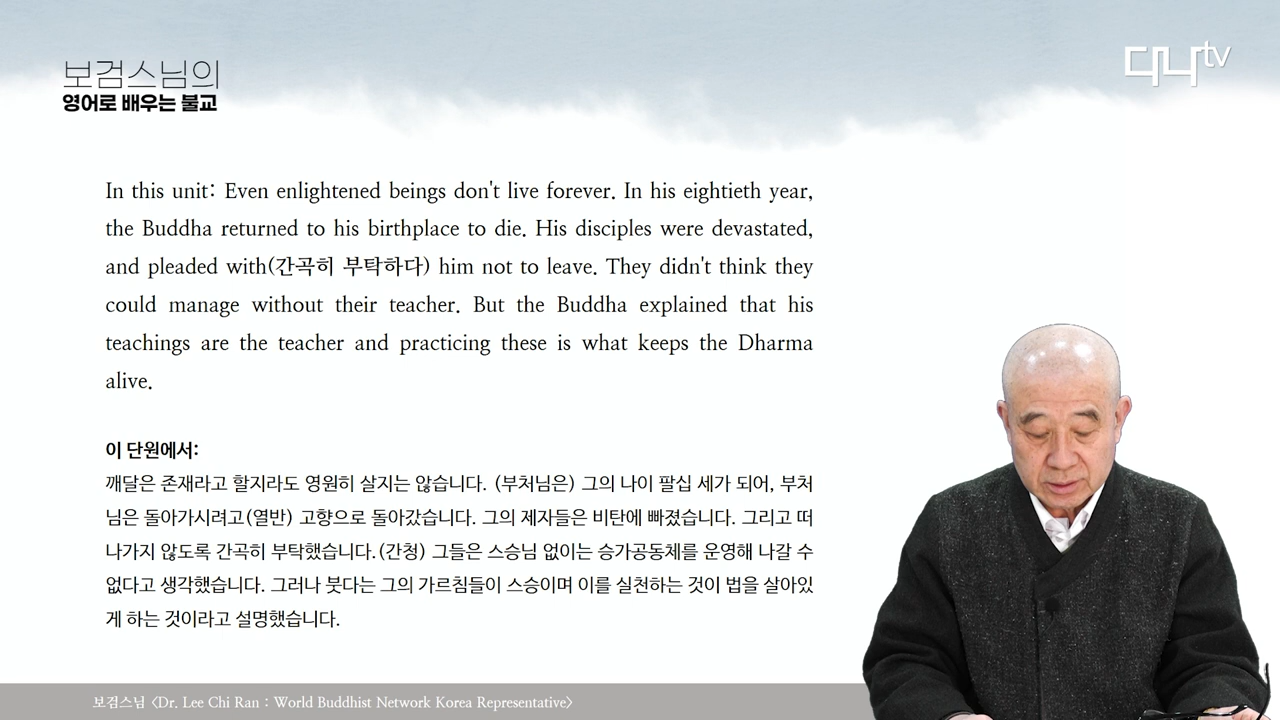 보검스님의
영어로 배우는 불교
디나tv
In this unit: Even enlightened beings don't live forever. In his eightieth year,
the Buddha returned to his birthplace to die. His disciples were devastated,
and pleaded with(간곡히 부탁하다) him not to leave. They didn't think they
could manage without their teacher. But the Buddha explained that his
teachings are the teacher and practicing these is what keeps the Dharma
alive.
이 단원에서:
깨달은 존재라고 할지라도 영원히 살지는 않습니다. (부처님은) 그의 나이 팔십 세가 되어, 부처
님은 돌아가시려고(열반) 고향으로 돌아갔습니다. 그의 제자들은 비탄에 빠졌습니다. 그리고 떠
나가지 않도록 간곡히 부탁했습니다.(간청) 그들은 스승님 없이는 승가공동체를 운영해 나갈 수
없다고 생각했습니다. 그러나 붓다는 그의 가르침들이 스승이며 이를 실천하는 것이 법을 살아있
게 하는 것이라고 설명했습니다.
보검스님 <Dr. Lee Chi Ran : World Buddhist Network Korea Representative>